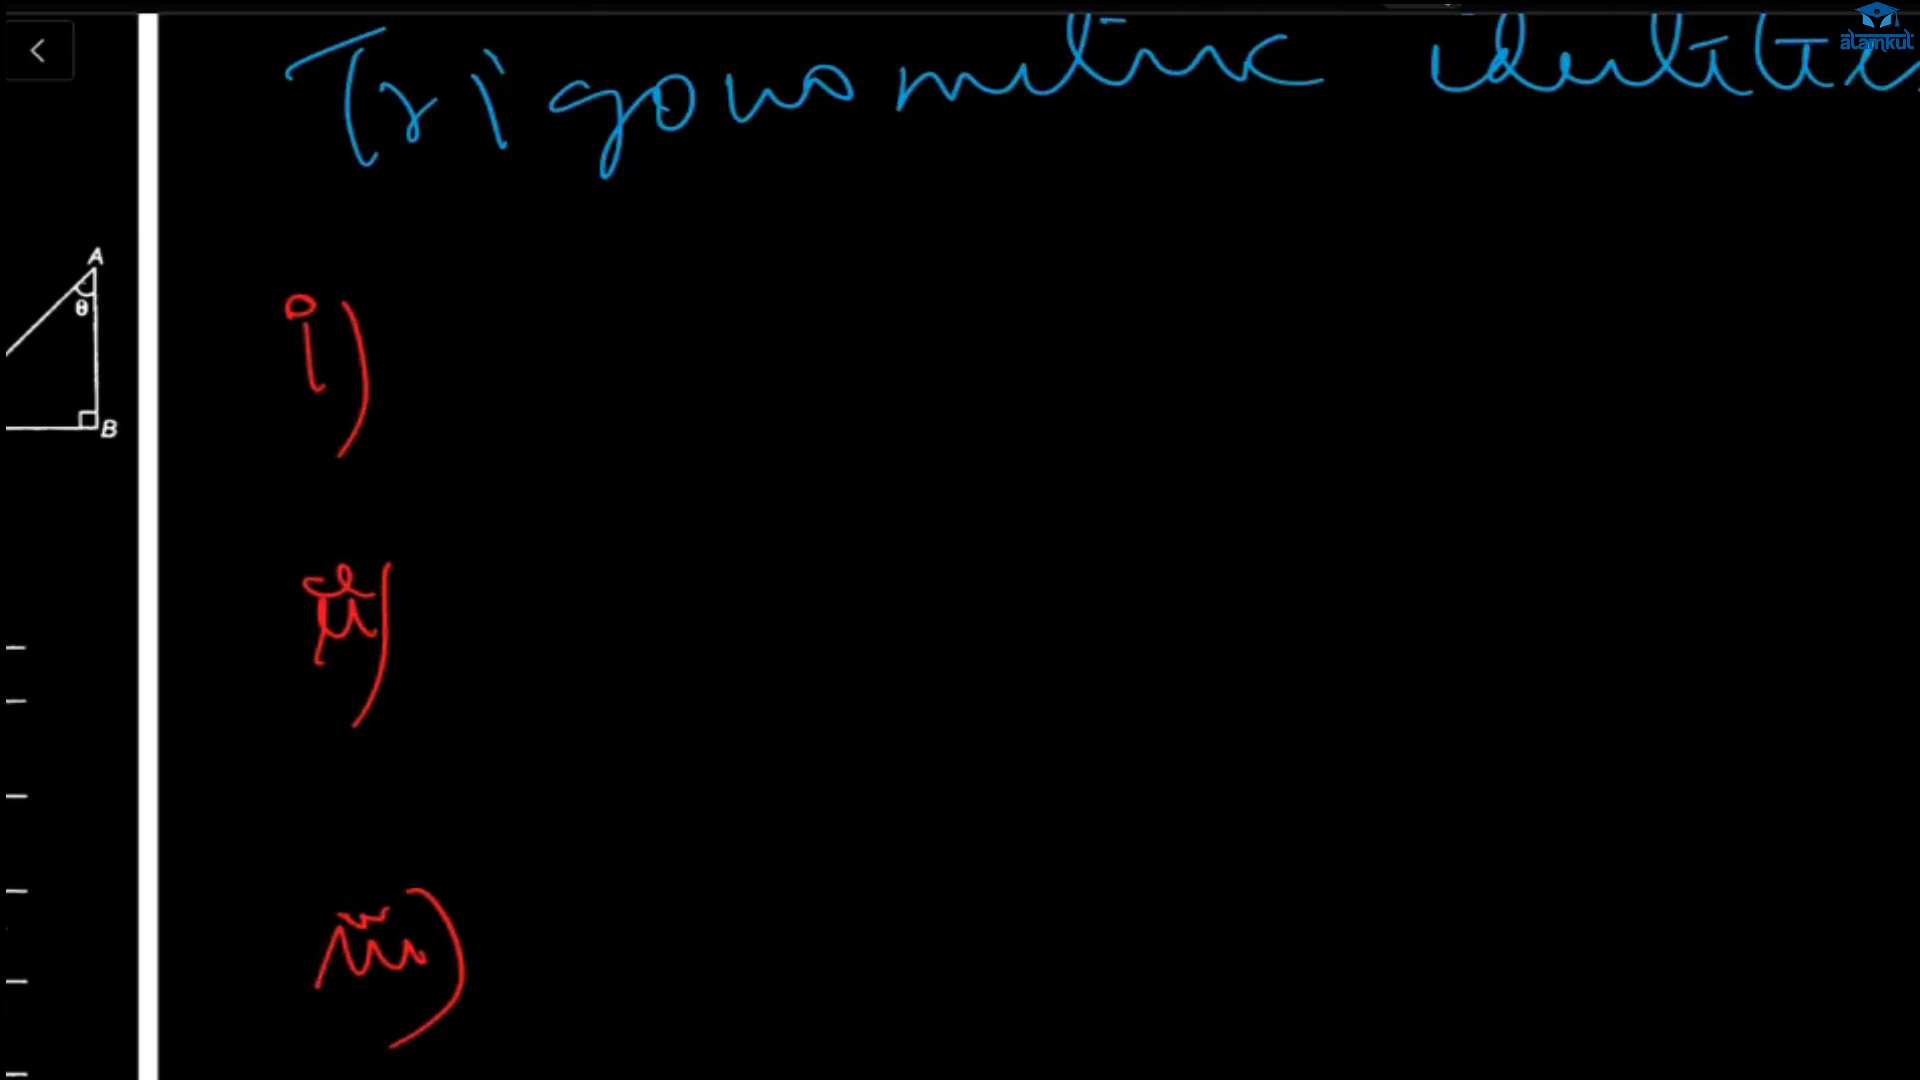 Trigonometric identities
alamkut
A
θ
i)
B
ii)
iii)